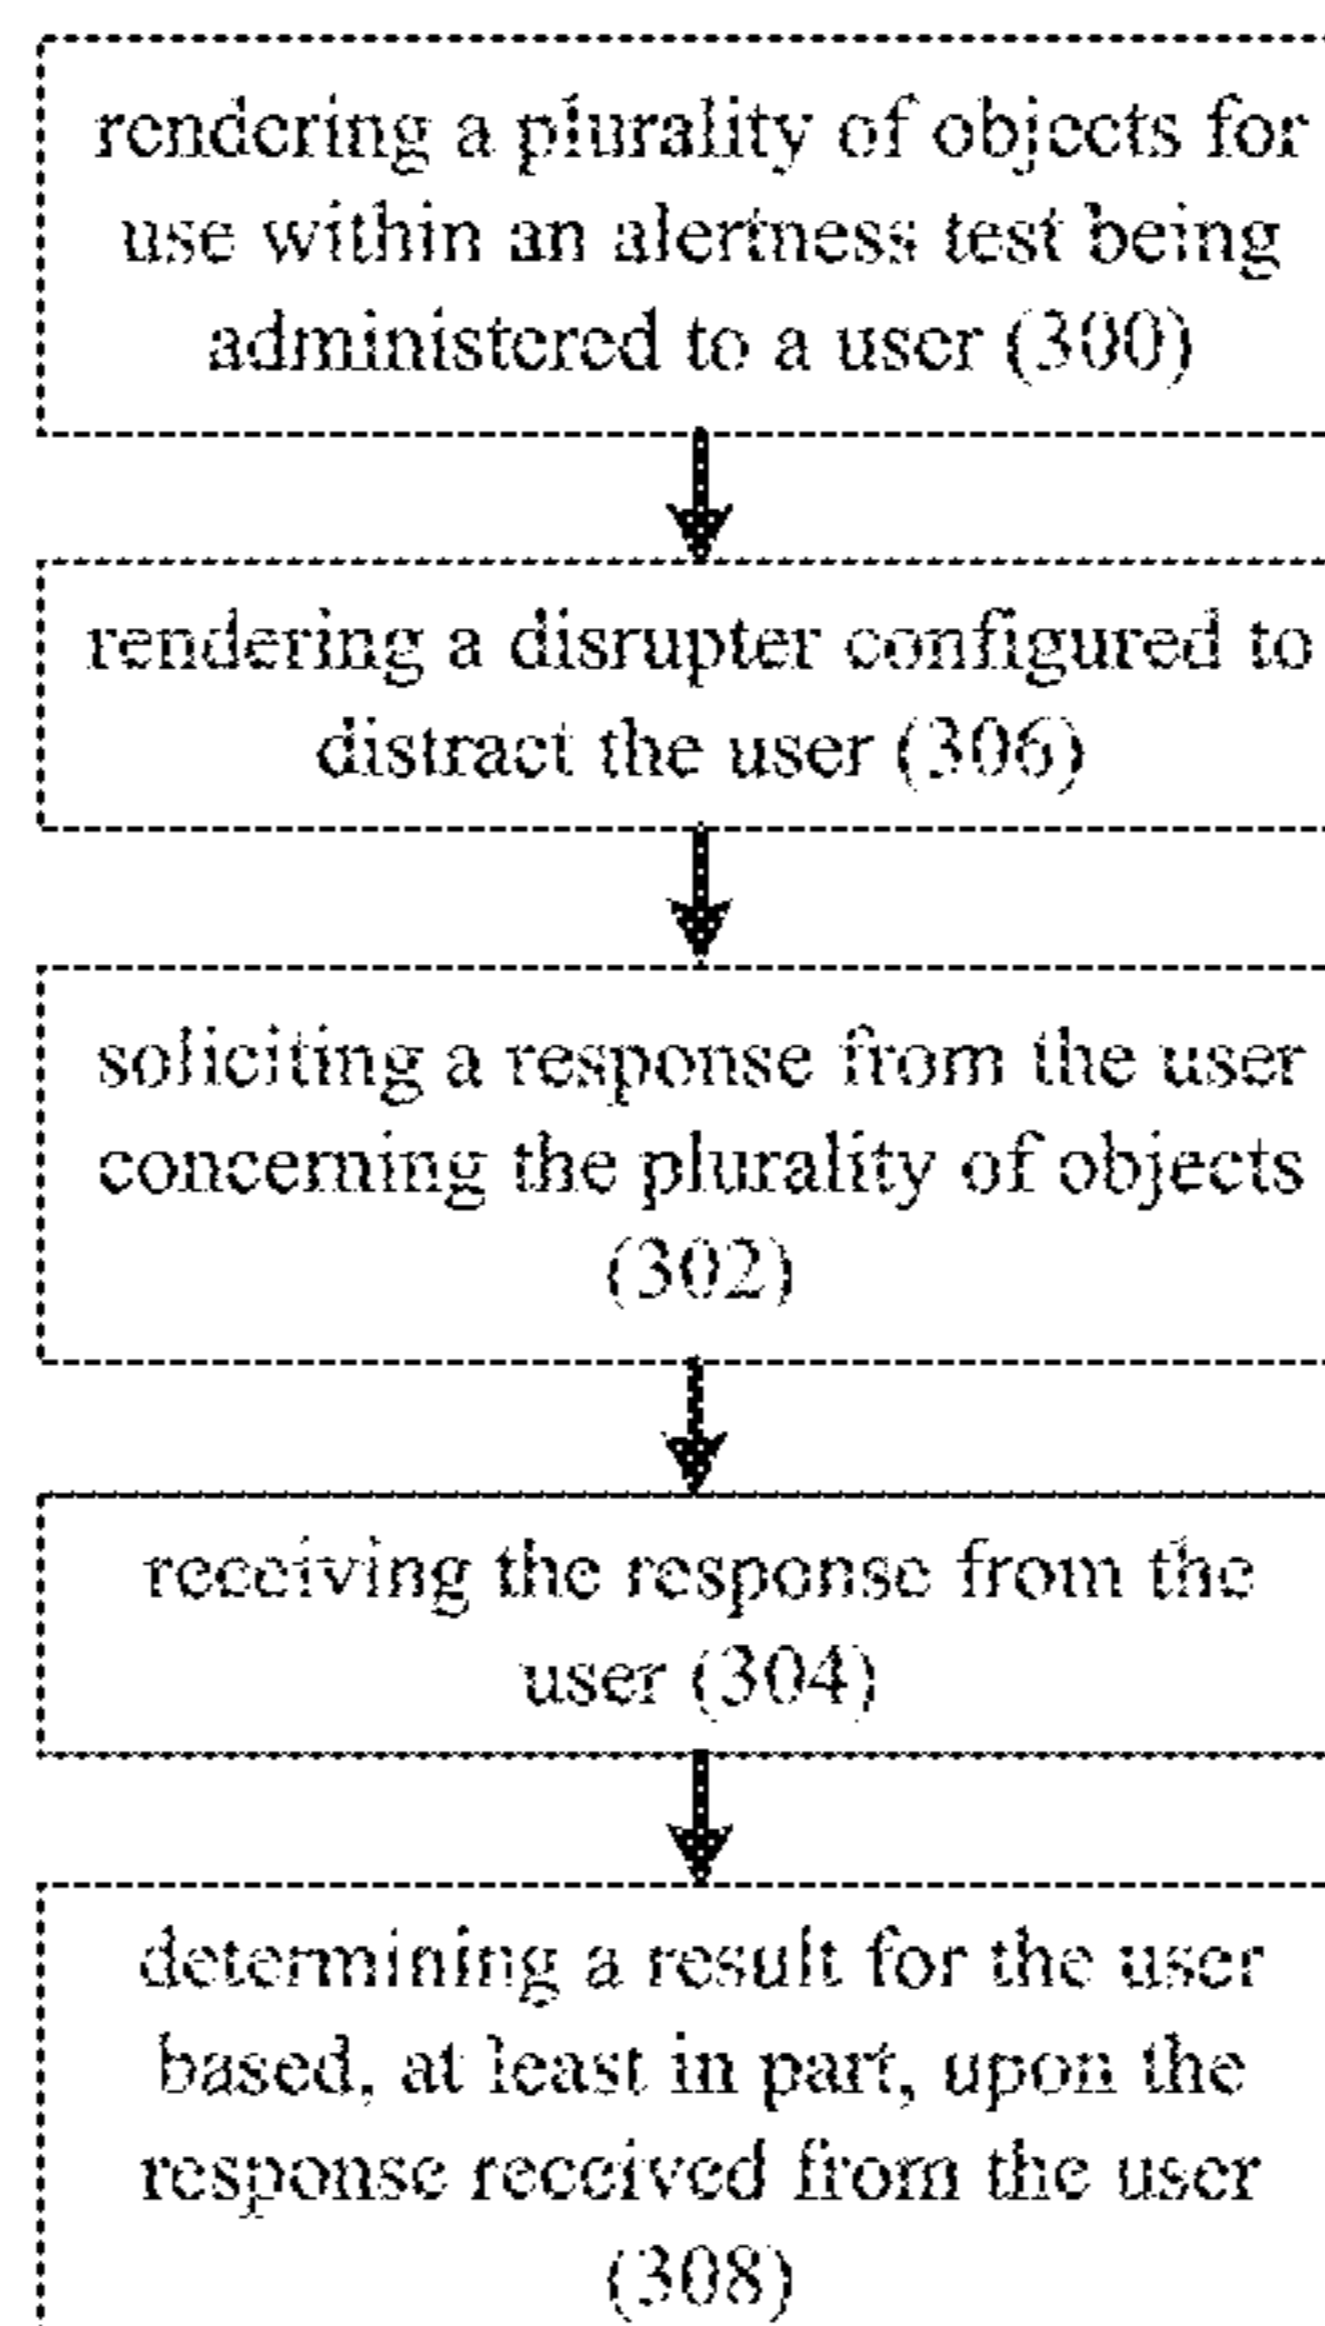 rendering a plurality of objects for
use within an alertness test being
administered to a user (300)
rendering a disrupter configured to
distract the user (306)
soliciting a response from the user
concerning the plurality of objects
(302)
receiving the response from the
user (304)
determining a result for the user
based, at least in part, upon the
response received from the user
(308)